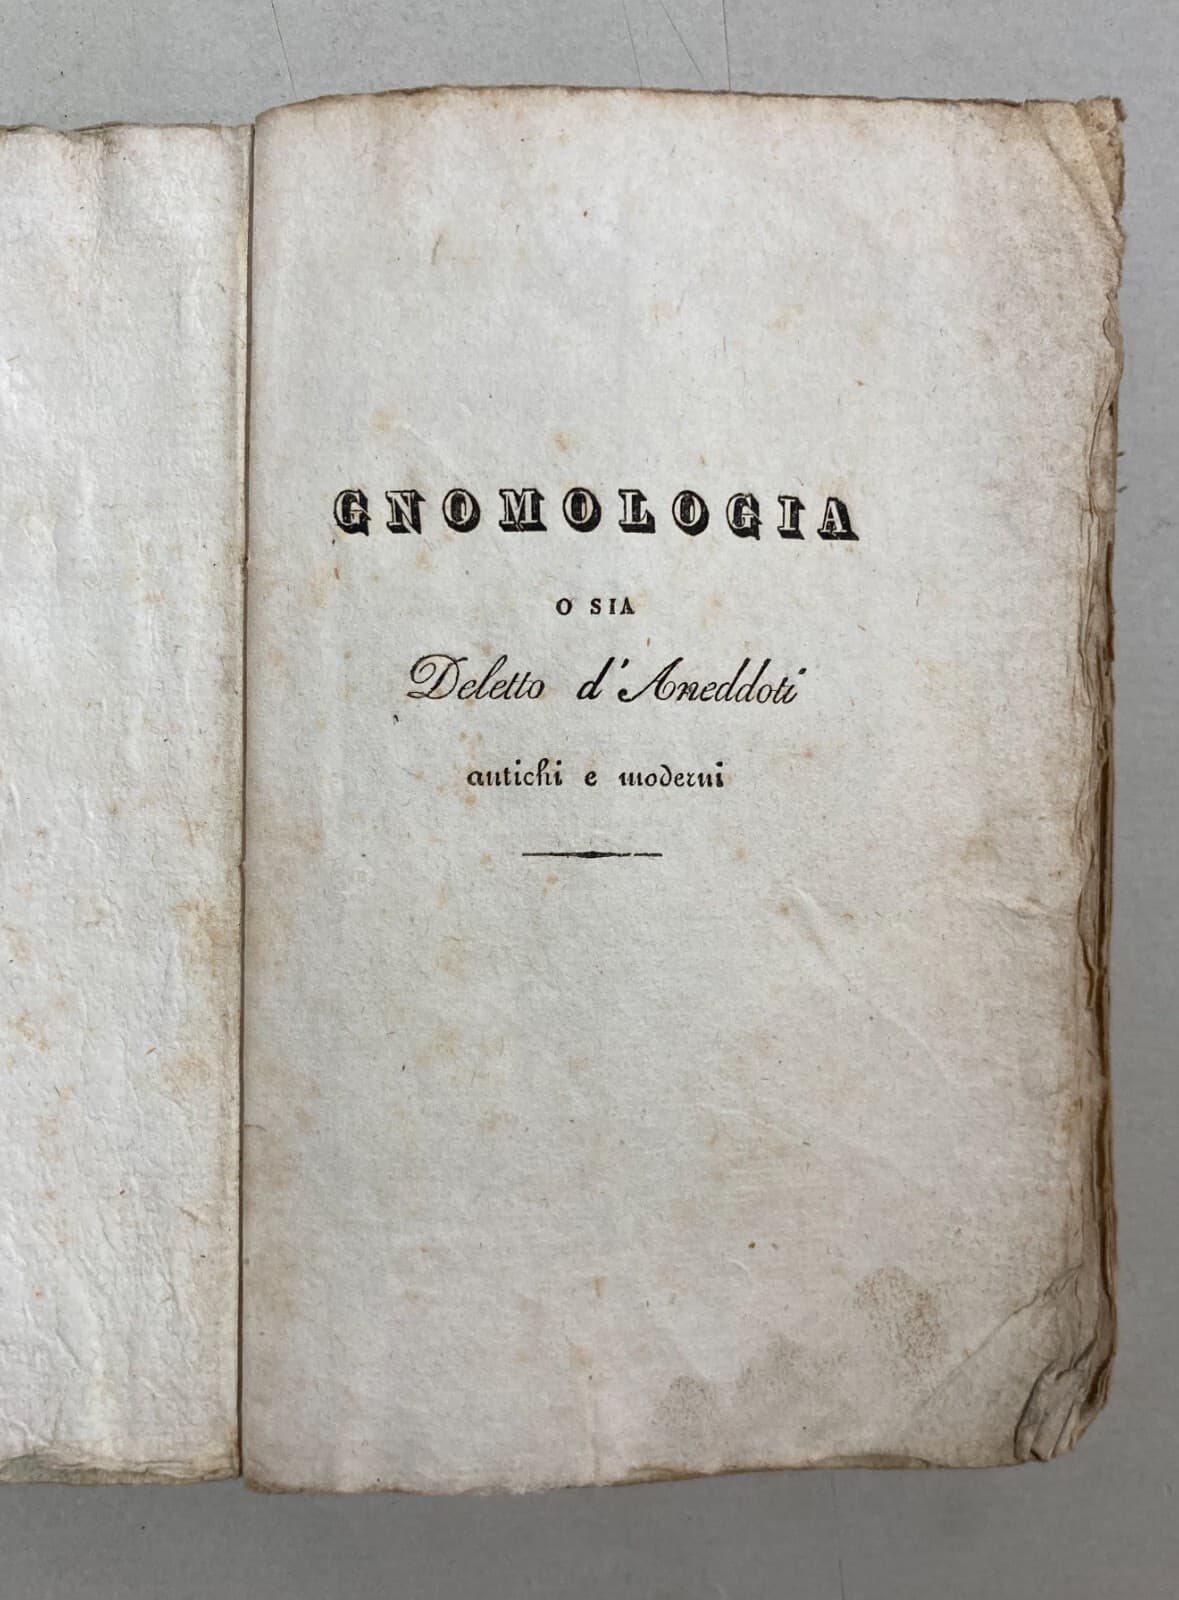 GNOMOLOGIA
O SIA
Deletto d'Aneddoti
antichi e moderni